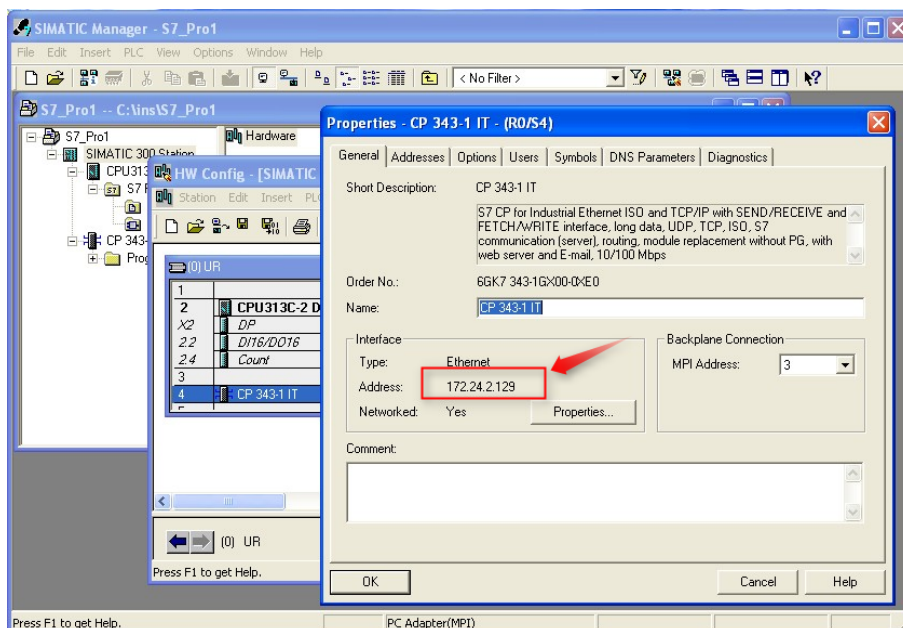 SIMATIC Manager - S7_Pro1
File Edit Insert PLC View Options Window Help
< No Filter >
S7_Pro1 -- C:\ins\S7_Pro1
S7_Pro1
Hardware
SIMATIC 300 Station
CPU313
S7
CP 343-
HW Config - [SIMATIC
Station Edit Insert
(0) UR
1
2 CPU313C-2 D
X2 DP
2.2 DI16/DO16
2.4 Count
3
4 CP 343-1 IT
(0) UR
Press F1 to get Help.
Properties - CP 343-1 IT - (R0/S4)
General Addresses Options Users Symbols DNS Parameters Diagnostics
Short Description: CP 343-1 IT
S7 CP for Industrial Ethernet ISO and TCP/IP with SEND/RECEIVE and
FETCH/WRITE interface, long data, UDP, TCP, ISO, S7
communication (server), routing, module replacement without PG, with
web server and E-mail, 10/100 Mbps
Order No.: 6GK7 343-1GX00-0XE0
Name: CP 343-1 IT
Interface
Type: Ethernet
Address: 172.24.2.129
Networked: Yes
Properties...
Backplane Connection
MPI Address: 3
Comment:
OK Cancel Help
Press F1 to get Help. PC Adapter(MPI)